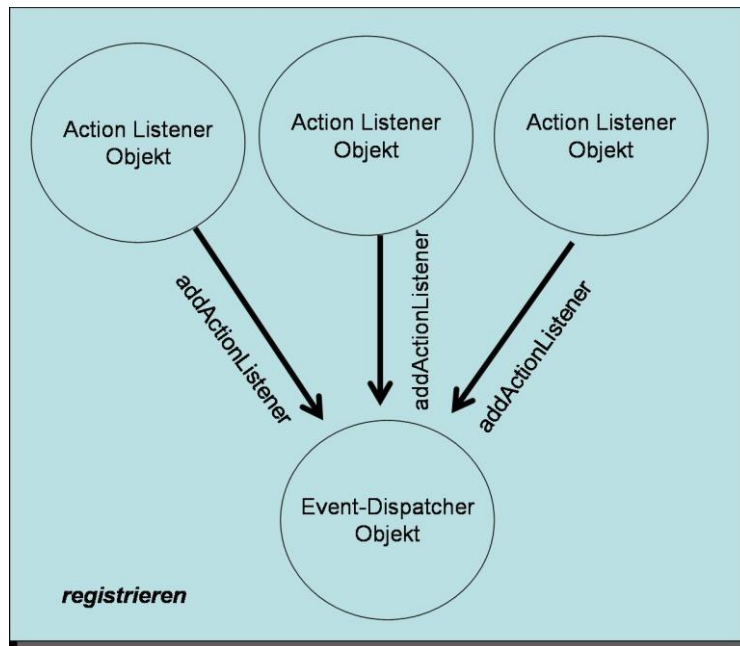 Action Listener
Objekt
Action Listener
Objekt
Action Listener
Objekt
addActionListener
addActionListener
addActionListener
Event-Dispatcher
Objekt
registrieren